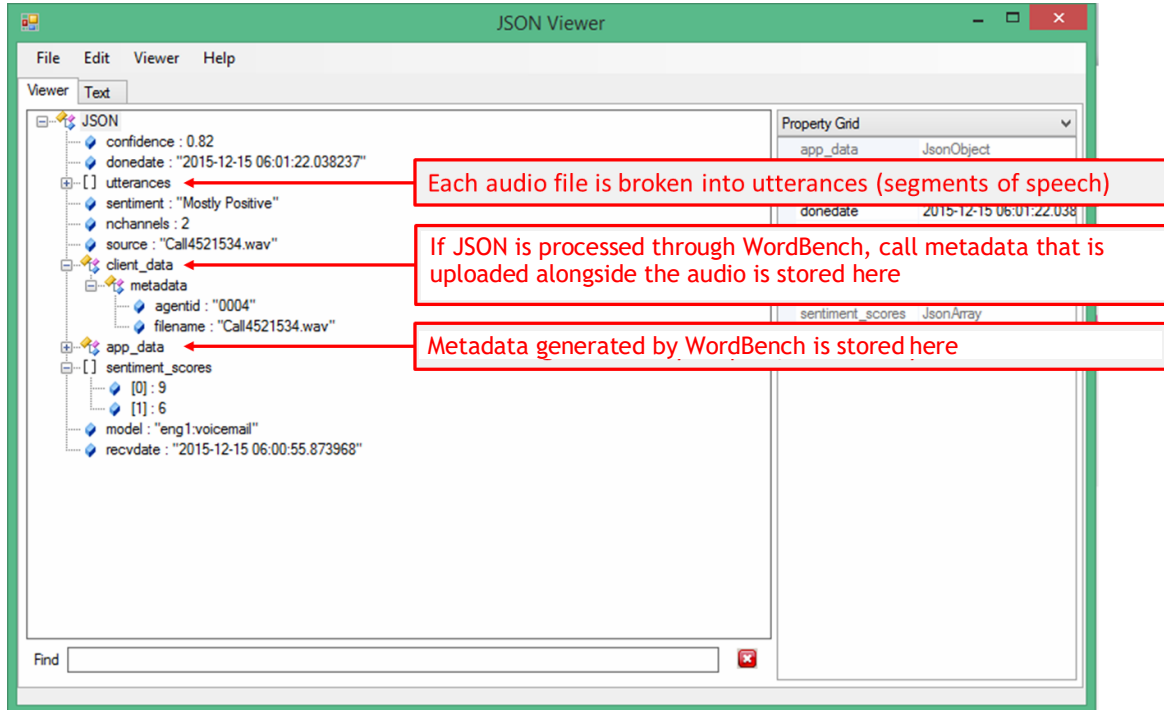 JSON Viewer
File Edit Viewer Help
Viewer Text
JSON
confidence : 0.82
donedate : "2015-12-15 06:01:22.038237"
[ ] utterances
sentiment : "Mostly Positive"
nchannels : 2
source : "Call4521534.wav"
client_data
metadata
agentid : "0004"
filename : "Call4521534.wav"
app_data
[ ] sentiment_scores
[0] : 9
[1] : 6
model : "eng1:voicemail"
recvdate : "2015-12-15 06:00:55.873968"
Each audio file is broken into utterances (segments of speech)
If JSON is processed through WordBench, call metadata that is
uploaded alongside the audio is stored here
Metadata generated by WordBench is stored here
Property Grid
app_data JsonObject
donedate 2015-12-15 06:01:22.038
sentiment_scores JsonArray
Find